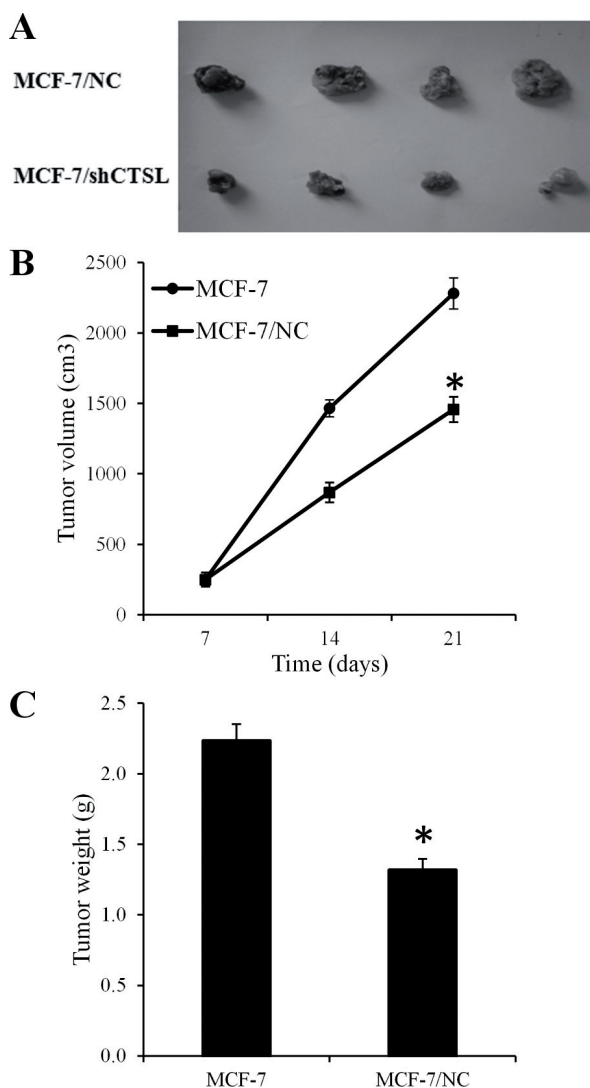 A
MCF-7/NC
MCF-7/shCTSL
B
2500
2000
1500
1000
500
0
Tumor volume (cm3)
MCF-7
MCF-7/NC
*
7 14 21
Time (days)
C
2.5
2.0
1.5
1.0
0.5
0.0
Tumor weight (g)
*
MCF-7 MCF-7/NC